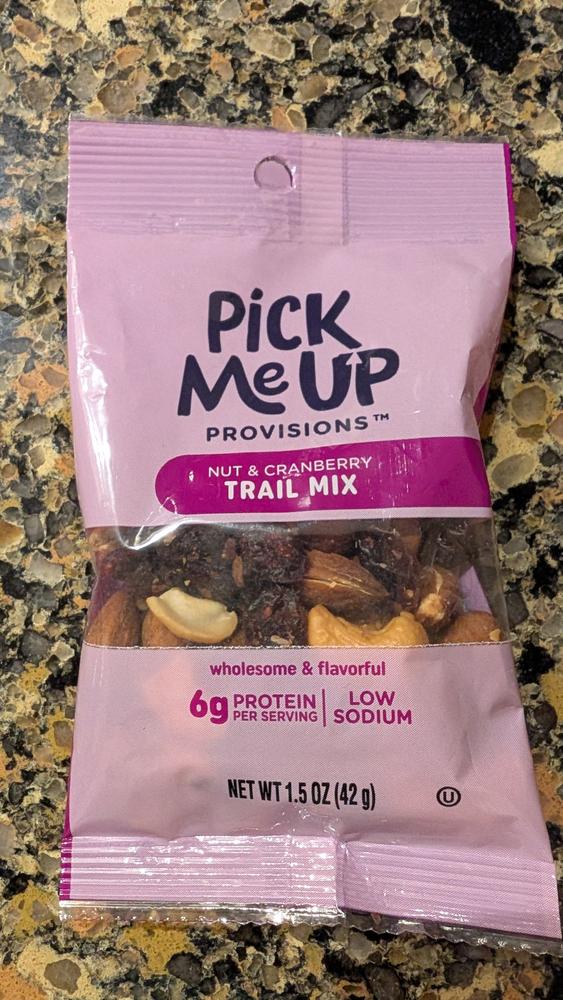 PiCK
Me UP
PROVISIONS™
NUT & CRANBERRY
TRAIL MIX
wholesome & flavorful
6g PROTEIN PER SERVING | LOW SODIUM
NET WT 1.5 OZ (42 g)
U